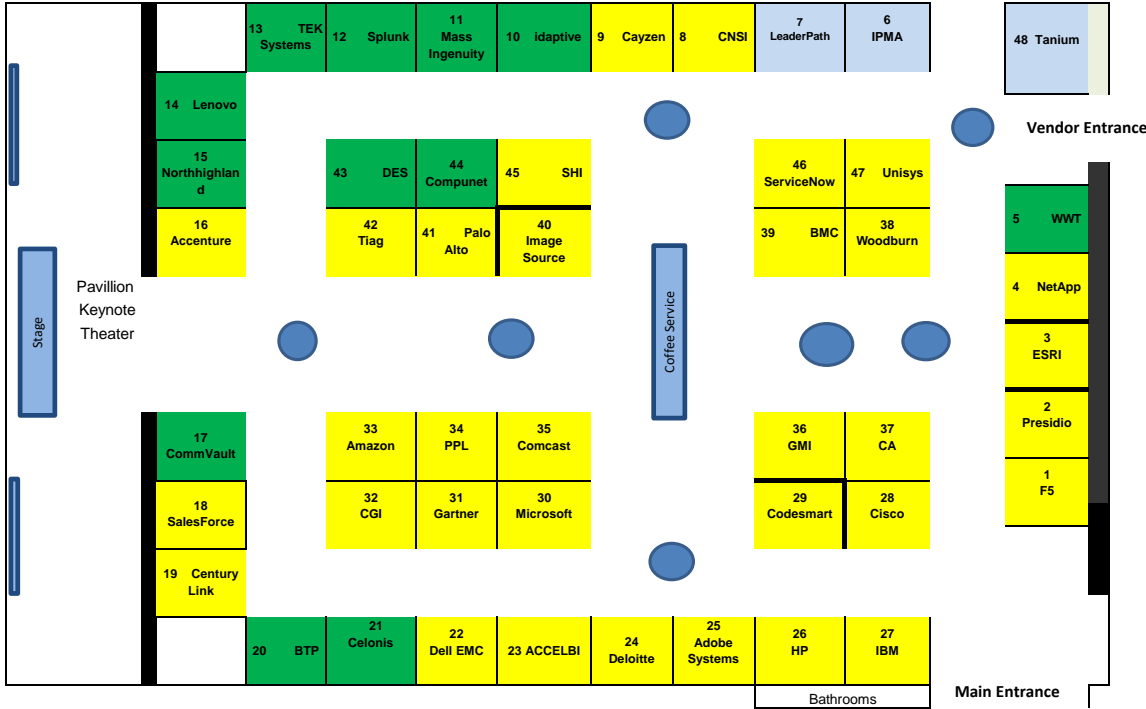 13 TEK
Systems
12 Splunk
11
Mass
Ingenuity
10 idaptive
9 Cayzen
8 CNSI
7
LeaderPath
6
IPMA
48 Tanium
14 Lenovo
Vendor Entrance
15
Northhighlan
d
43 DES
44
Compunet
45 SHI
46
ServiceNow
47 Unisys
16
Accenture
42
Tiag
41 Palo
Alto
40
Image
Source
39 BMC
38
Woodburn
5 WWT
4 NetApp
Pavillion
Keynote
Theater
Stage
Coffee Service
3
ESRI
2
Presidio
17
CommVault
33
Amazon
34
PPL
35
Comcast
36
GMI
37
CA
1
F5
18
SalesForce
32
CGI
31
Gartner
30
Microsoft
29
Codesmart
28
Cisco
19 Century
Link
20 BTP
21
Celonis
22
Dell EMC
23 ACCELBI
24
Deloitte
25
Adobe
Systems
26
HP
27
IBM
Bathrooms
Main Entrance